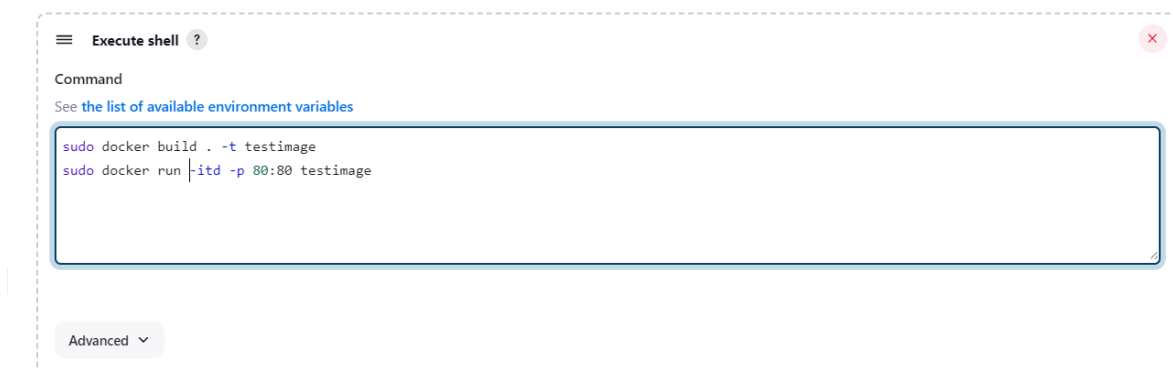 Execute shell ?
Command
See the list of available environment variables
sudo docker build . -t testimage
sudo docker run -itd -p 80:80 testimage
Advanced